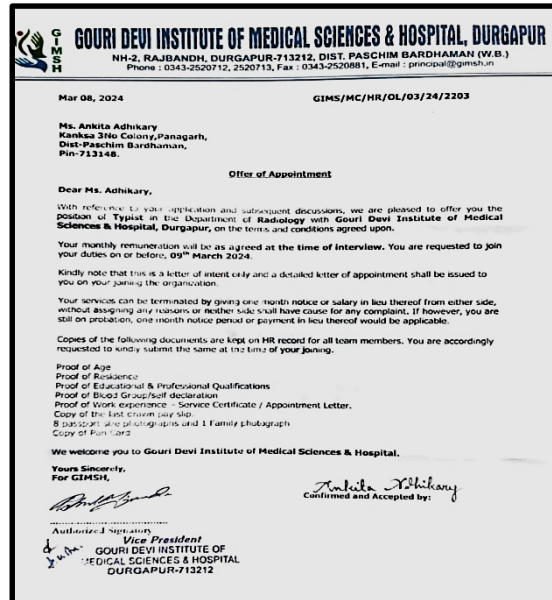 GIMSH
GOURI DEVI INSTITUTE OF MEDICAL SCIENCES & HOSPITAL, DURGAPUR
NH-2, RAJBANDH, DURGAPUR-713212, DIST. PASCHIM BARDHAMAN (W.B.)
Phone : 0343-2520712, 2520713, Fax : 0343-2520881, E-mail : principal@gimsh.in
Mar 08, 2024 GIMS/MC/HR/OL/03/24/2203
Ms. Ankita Adhikary
Kanksa 3No Colony,Panagarh,
Dist-Paschim Bardhaman,
Pin-713148.
Offer of Appointment
Dear Ms. Adhikary,
With reference to your application and subsequent discussions, we are pleased to offer you the
position of Typist in the Department of Radiology with Gouri Devi Institute of Medical
Sciences & Hospital, Durgapur, on the terms and conditions agreed upon.
Your monthly remuneration will be as agreed at the time of interview. You are requested to join
your duties on or before, 09th March 2024.
Kindly note that this is a letter of intent only and a detailed letter of appointment shall be issued to
you on your joining the organization.
Your services can be terminated by giving one month notice or salary in lieu thereof from either side,
without assigning any reasons or neither side shall have cause for any complaint. If however, you are
still on probation, one month notice period or payment in lieu thereof would be applicable.
Copies of the following documents are kept on HR record for all team members. You are accordingly
requested to kindly submit the same at the time of your joining.
Proof of Age
Proof of Residence
Proof of Educational & Professional Qualifications
Proof of Blood Group/self declaration
Proof of Work experience - Service Certificate / Appointment Letter.
Copy of the last drawn pay slip.
8 passport size photographs and 1 Family photograph
Copy of Pan Card
We welcome you to Gouri Devi Institute of Medical Sciences & Hospital.
Yours Sincerely,
For GIMSH,
Ankita Adhikary
Confirmed and Accepted by:
Authorized Signatory
Vice President
GOURI DEVI INSTITUTE OF
MEDICAL SCIENCES & HOSPITAL
DURGAPUR-713212